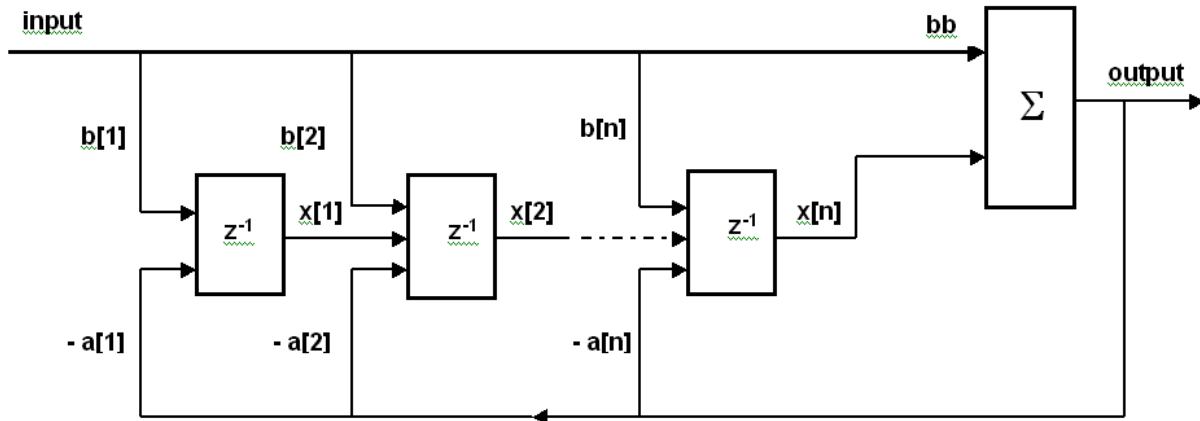 input
bb
output
Σ
b[1]
b[2]
b[n]
z-1
x[1]
z-1
x[2]
z-1
x[n]
- a[1]
- a[2]
- a[n]